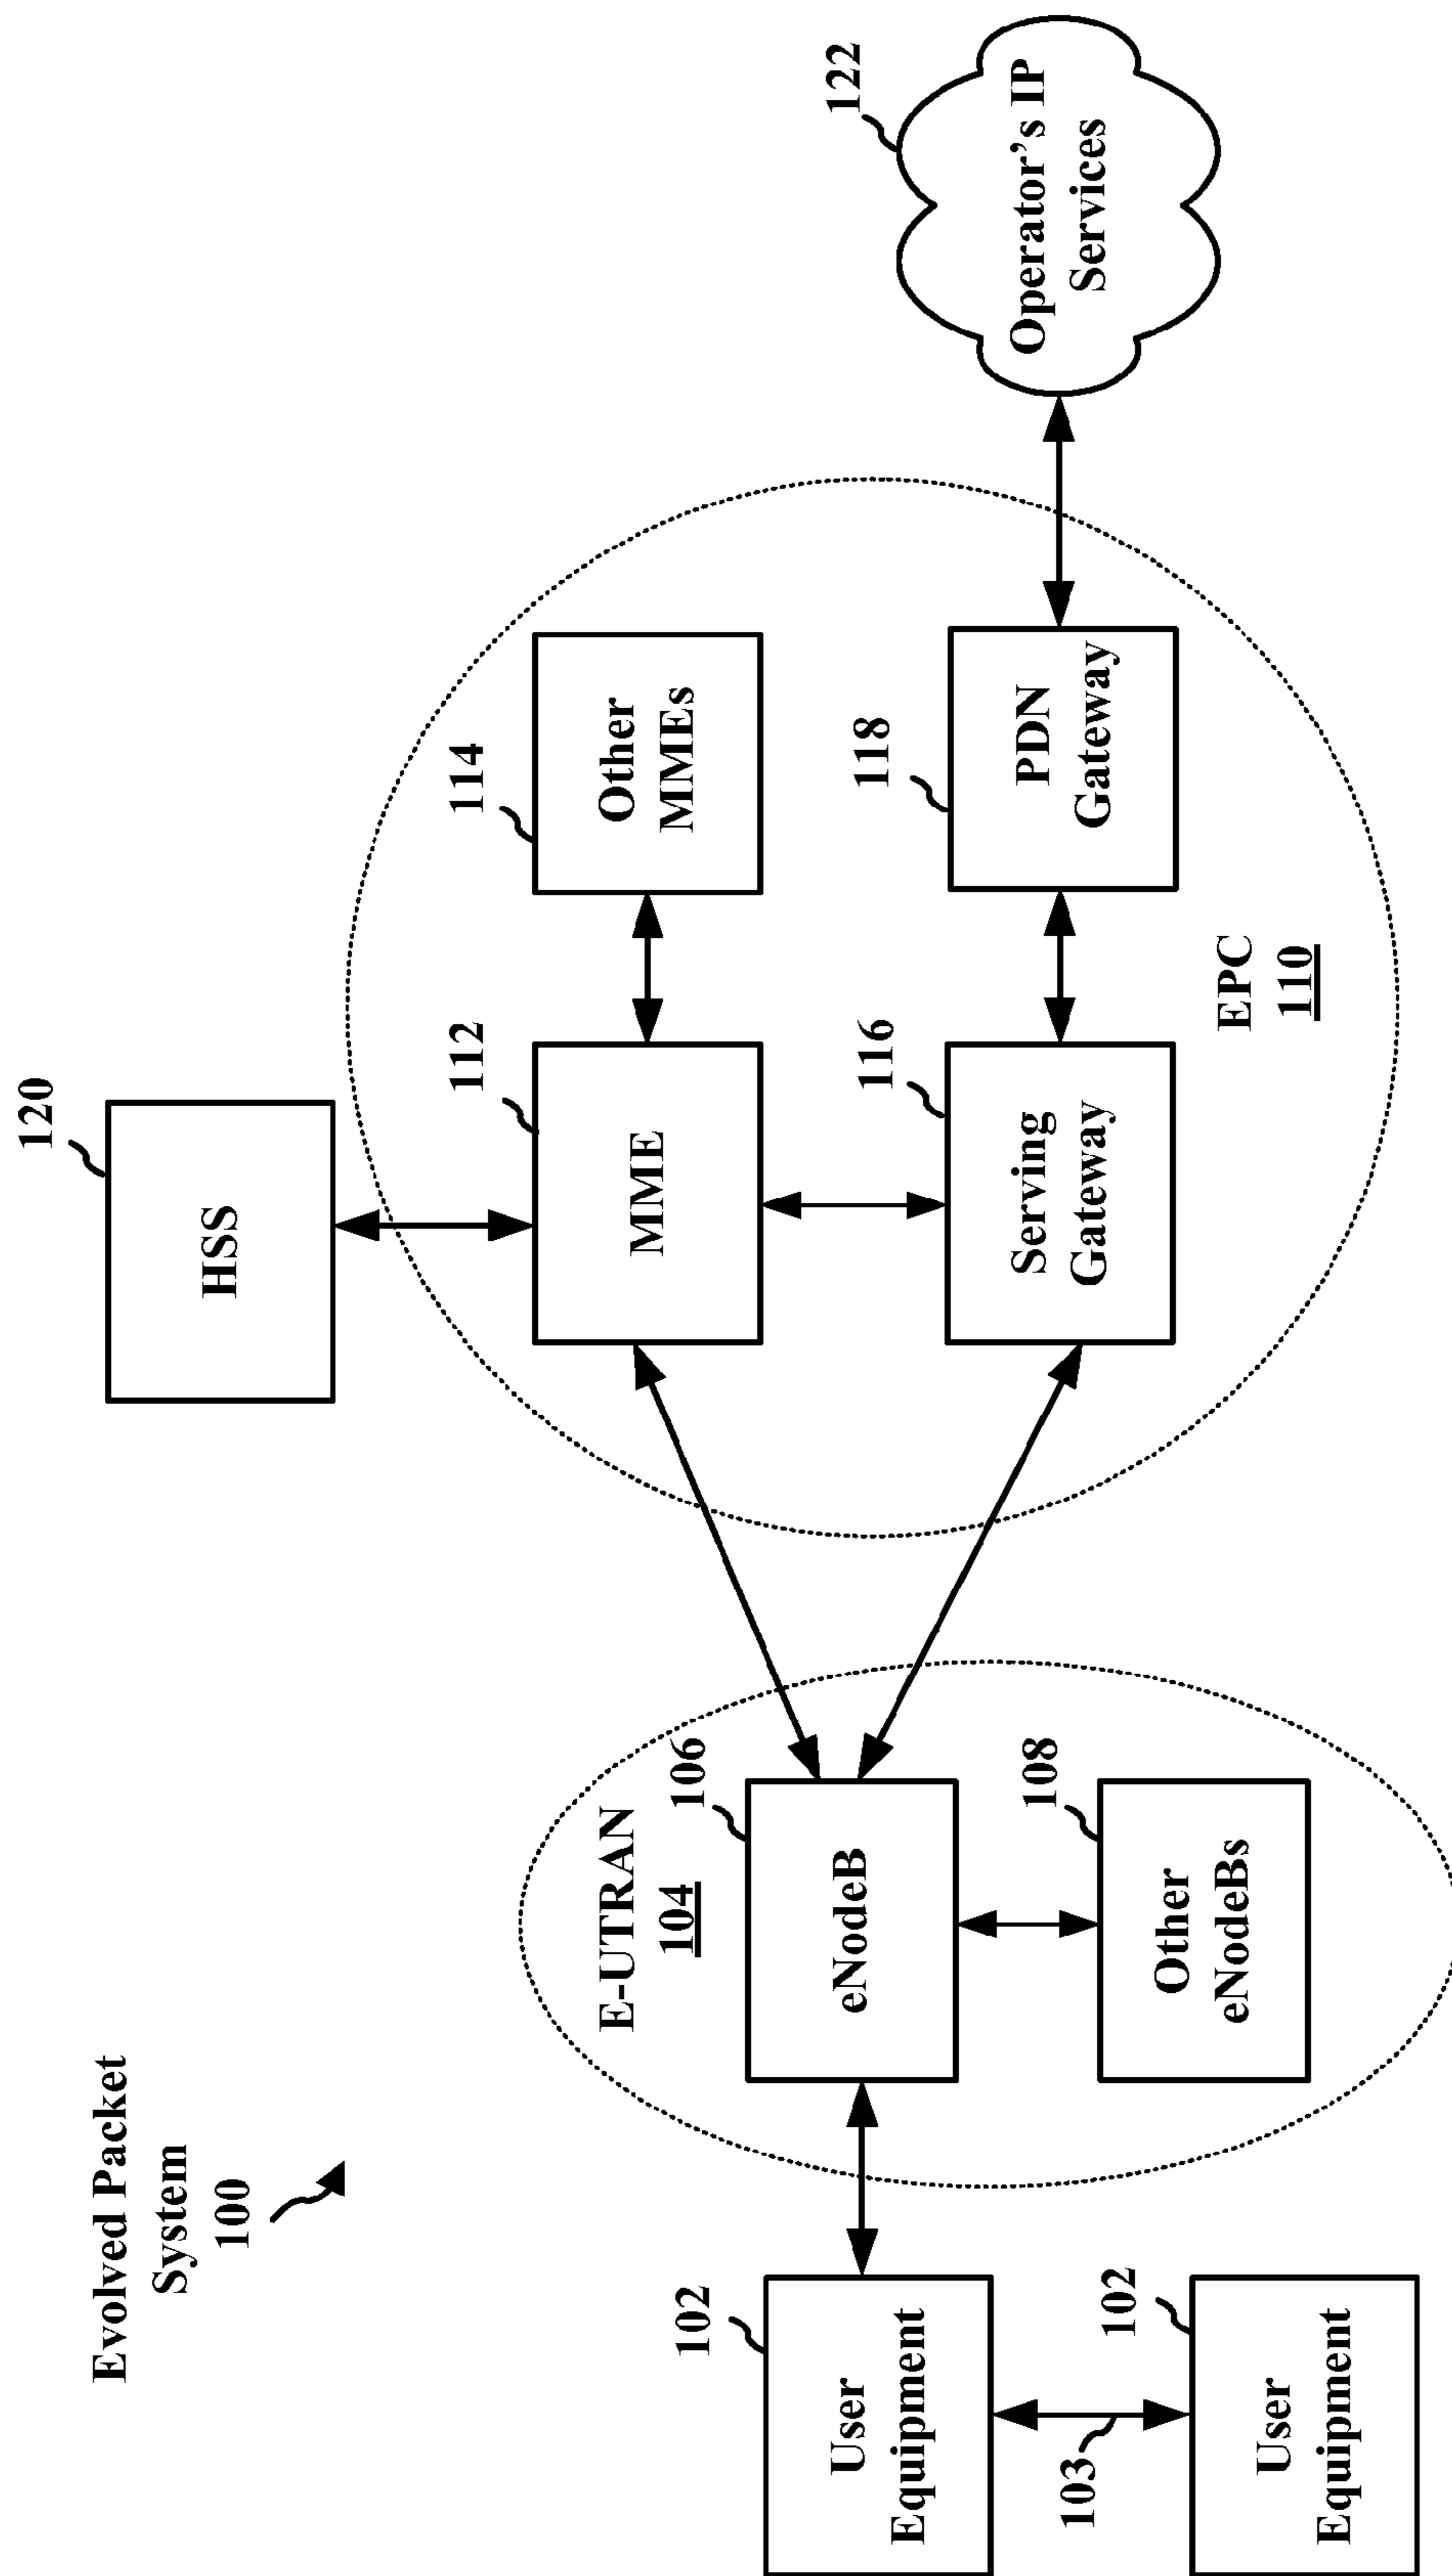 Evolved Packet
System
100
120
HSS
E-UTRAN
104
112
MME
114
Other
MMEs
102
User
Equipment
106
eNodeB
116
Serving
Gateway
118
PDN
Gateway
122
Operator's IP
Services
103
102
User
Equipment
108
Other
eNodeBs
EPC
110